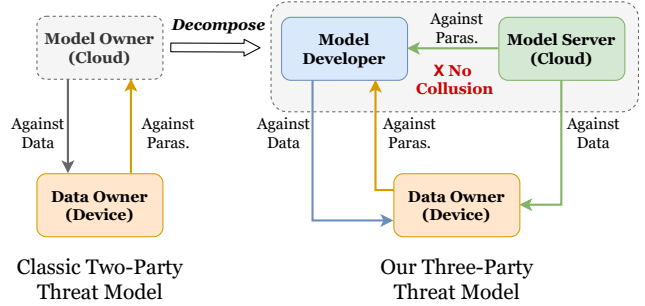 Model Owner
(Cloud)
Decompose
Against
Data
Against
Paras.
Data Owner
(Device)
Classic Two-Party
Threat Model
Model
Developer
Against
Paras.
Model Server
(Cloud)
X No
Collusion
Against
Data
Against
Paras.
Against
Data
Data Owner
(Device)
Our Three-Party
Threat Model